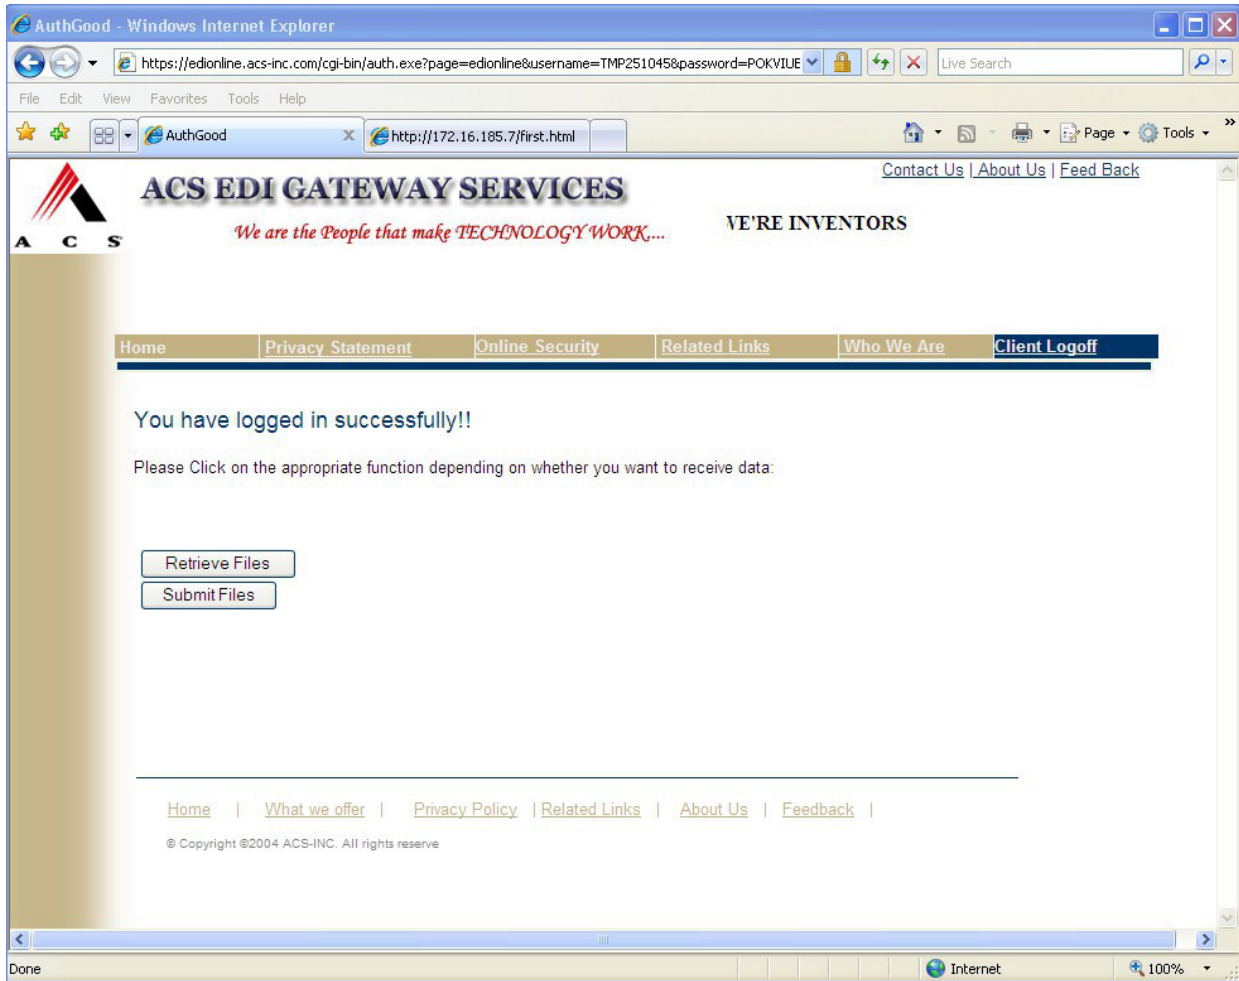 AuthGood - Windows Internet Explorer
https://edionline.acs-inc.com/cgi-bin/auth.exe?page=edionline&username=TMP251045&password=POKVIUE
Live Search
File Edit View Favorites Tools Help
AuthGood
http://172.16.185.7/first.html
Page
Tools
Contact Us | About Us | Feed Back
ACS EDI GATEWAY SERVICES
We are the People that make TECHNOLOGY WORK....
VE'RE INVENTORS
A C S
Home Privacy Statement Online Security Related Links Who We Are Client Logoff
You have logged in successfully!!
Please Click on the appropriate function depending on whether you want to receive data:
Retrieve Files
Submit Files
Home | What we offer | Privacy Policy | Related Links | About Us | Feedback |
© Copyright ©2004 ACS-INC. All rights reserve
Done
Internet
100%